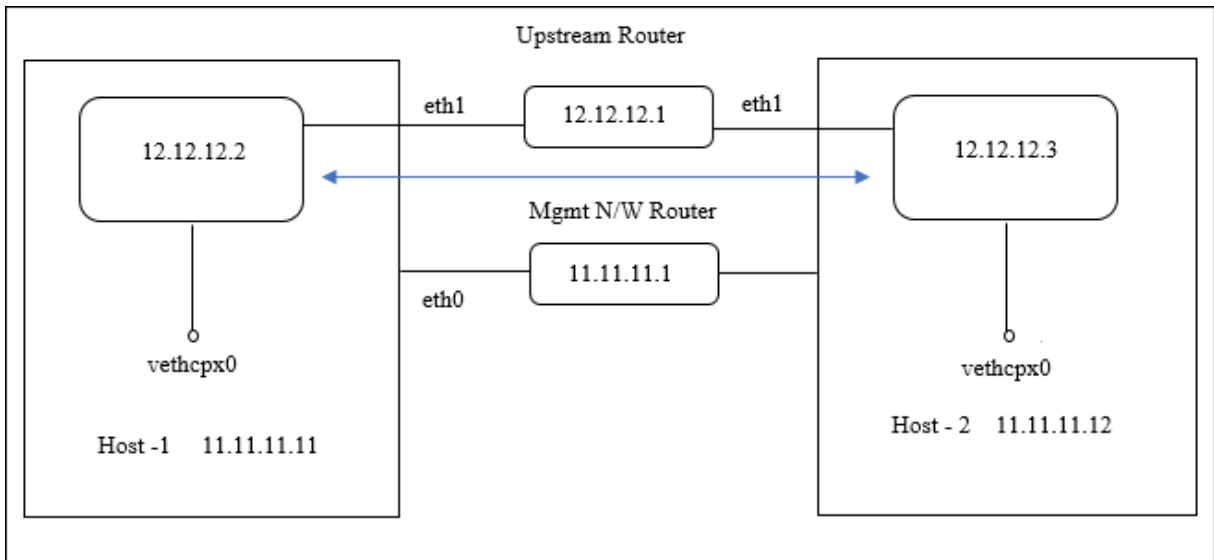 Upstream Router
eth1
12.12.12.1
eth1
12.12.12.2
12.12.12.3
Mgmt N/W Router
11.11.11.1
eth0
vethcpx0
vethcpx0
Host -1 11.11.11.11
Host - 2 11.11.11.12